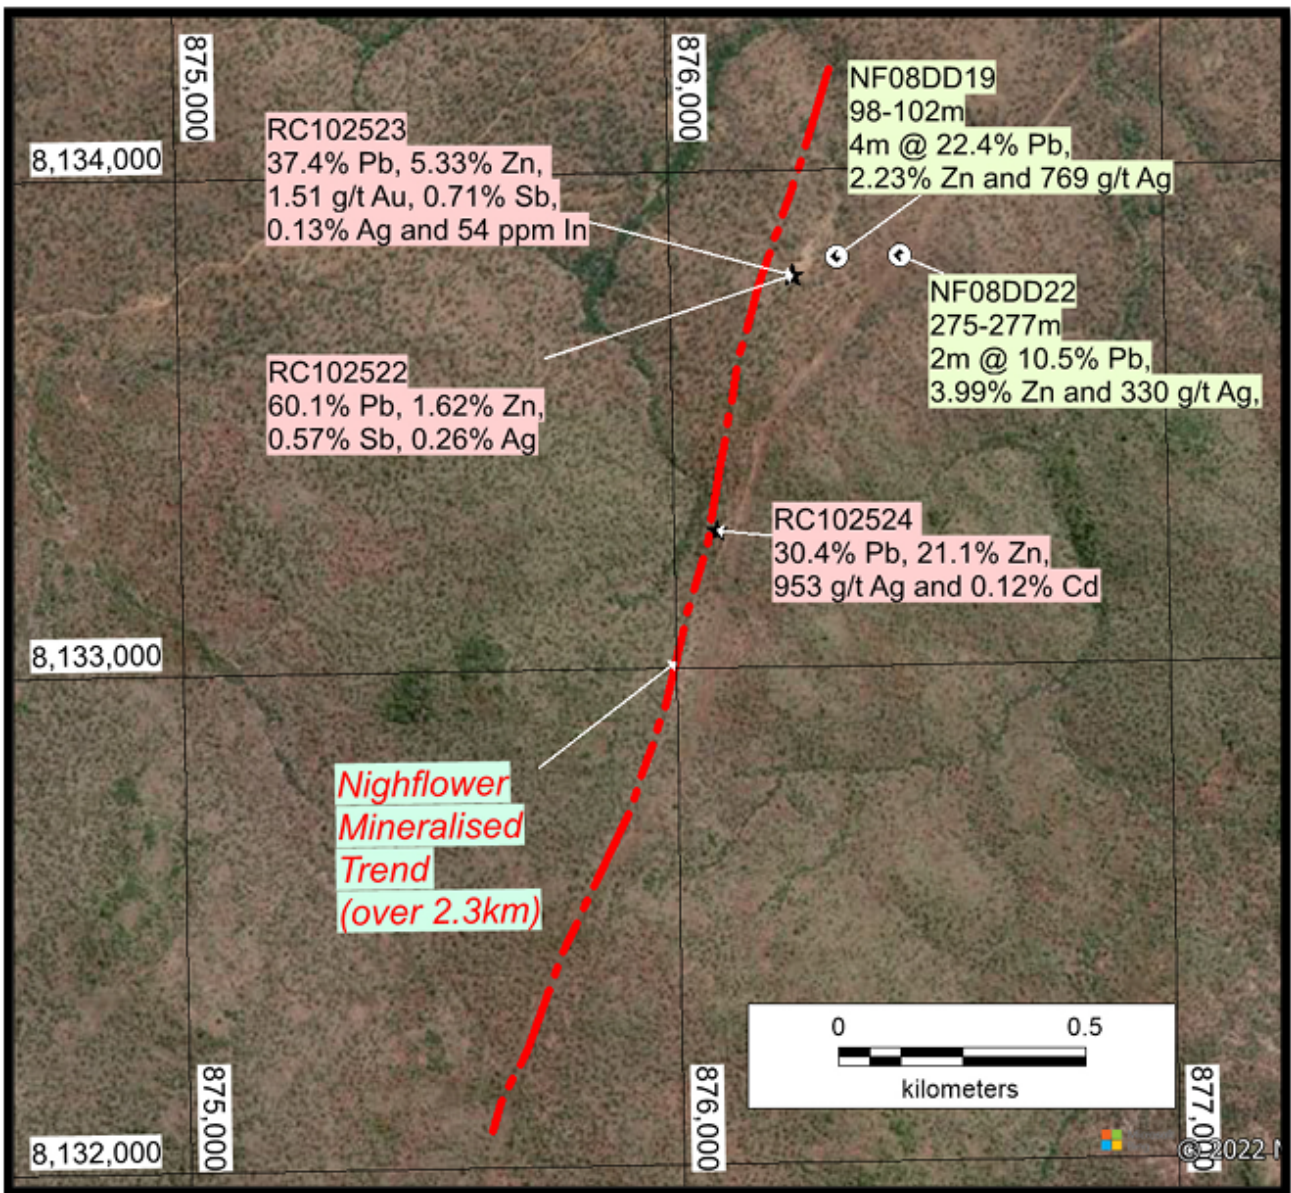 875,000
876,000
NF08DD19
98-102m
4m @ 22.4% Pb,
2.23% Zn and 769 g/t Ag
RC102523
37.4% Pb, 5.33% Zn,
1.51 g/t Au, 0.71% Sb,
0.13% Ag and 54 ppm In
8,134,000
NF08DD22
275-277m
2m @ 10.5% Pb,
3.99% Zn and 330 g/t Ag,
RC102522
60.1% Pb, 1.62% Zn,
0.57% Sb, 0.26% Ag
RC102524
30.4% Pb, 21.1% Zn,
953 g/t Ag and 0.12% Cd
8,133,000
Nighflower
Mineralised
Trend
(over 2.3km)
0 0.5
kilometers
875,000
876,000
877,000
8,132,000
© 2022